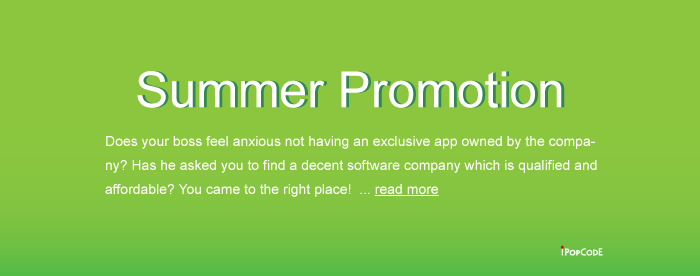 Summer Promotion
Does your boss feel anxious not having an exclusive app owned by the compa-
ny? Has he asked you to find a decent software company which is qualified and
affordable? You came to the right place!  ... read more
iPopCodE